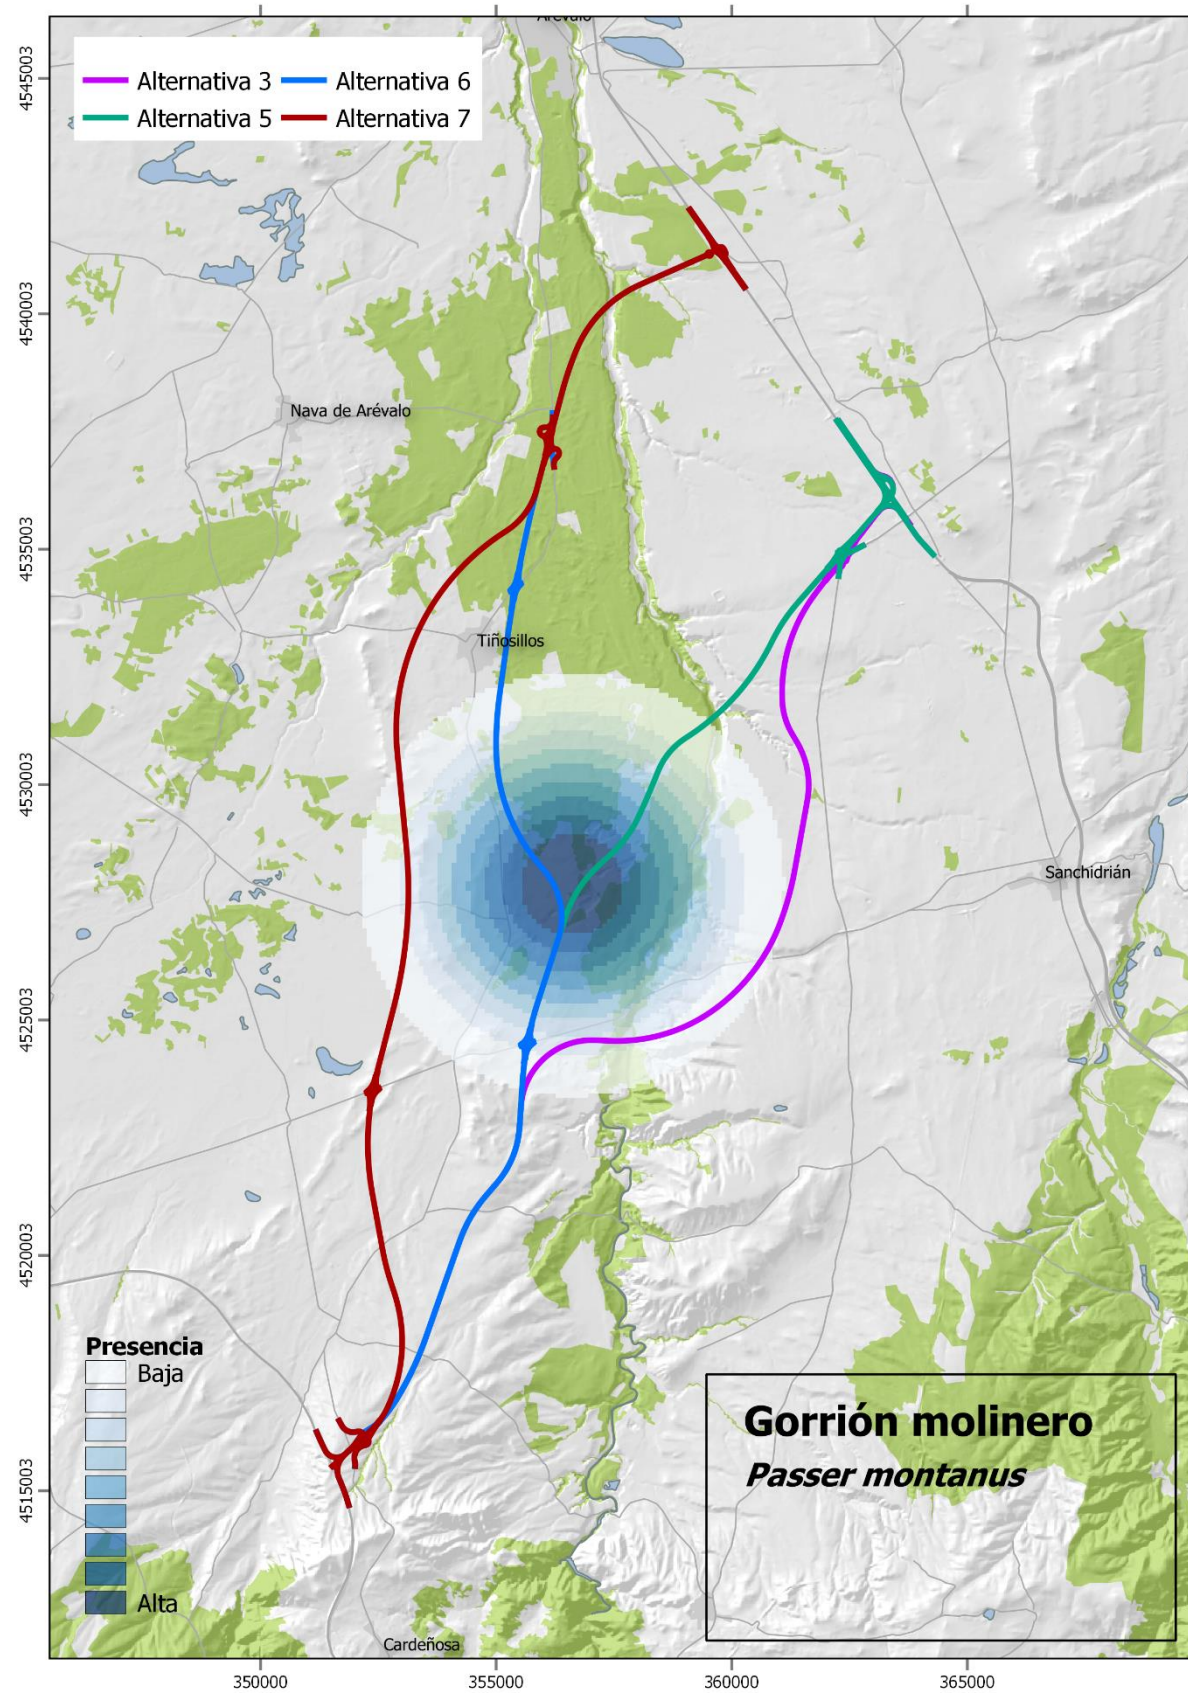 Arévalo
Alternativa 3
Alternativa 6
Alternativa 5
Alternativa 7
4545003
4540003
4535003
4530003
4525003
4520003
4515003
Nava de Arévalo
Tiñosillos
Sanchidrián
Presencia
Baja
Alta
Gorrión molinero
Passer montanus
Cardeñosa
350000
355000
360000
365000